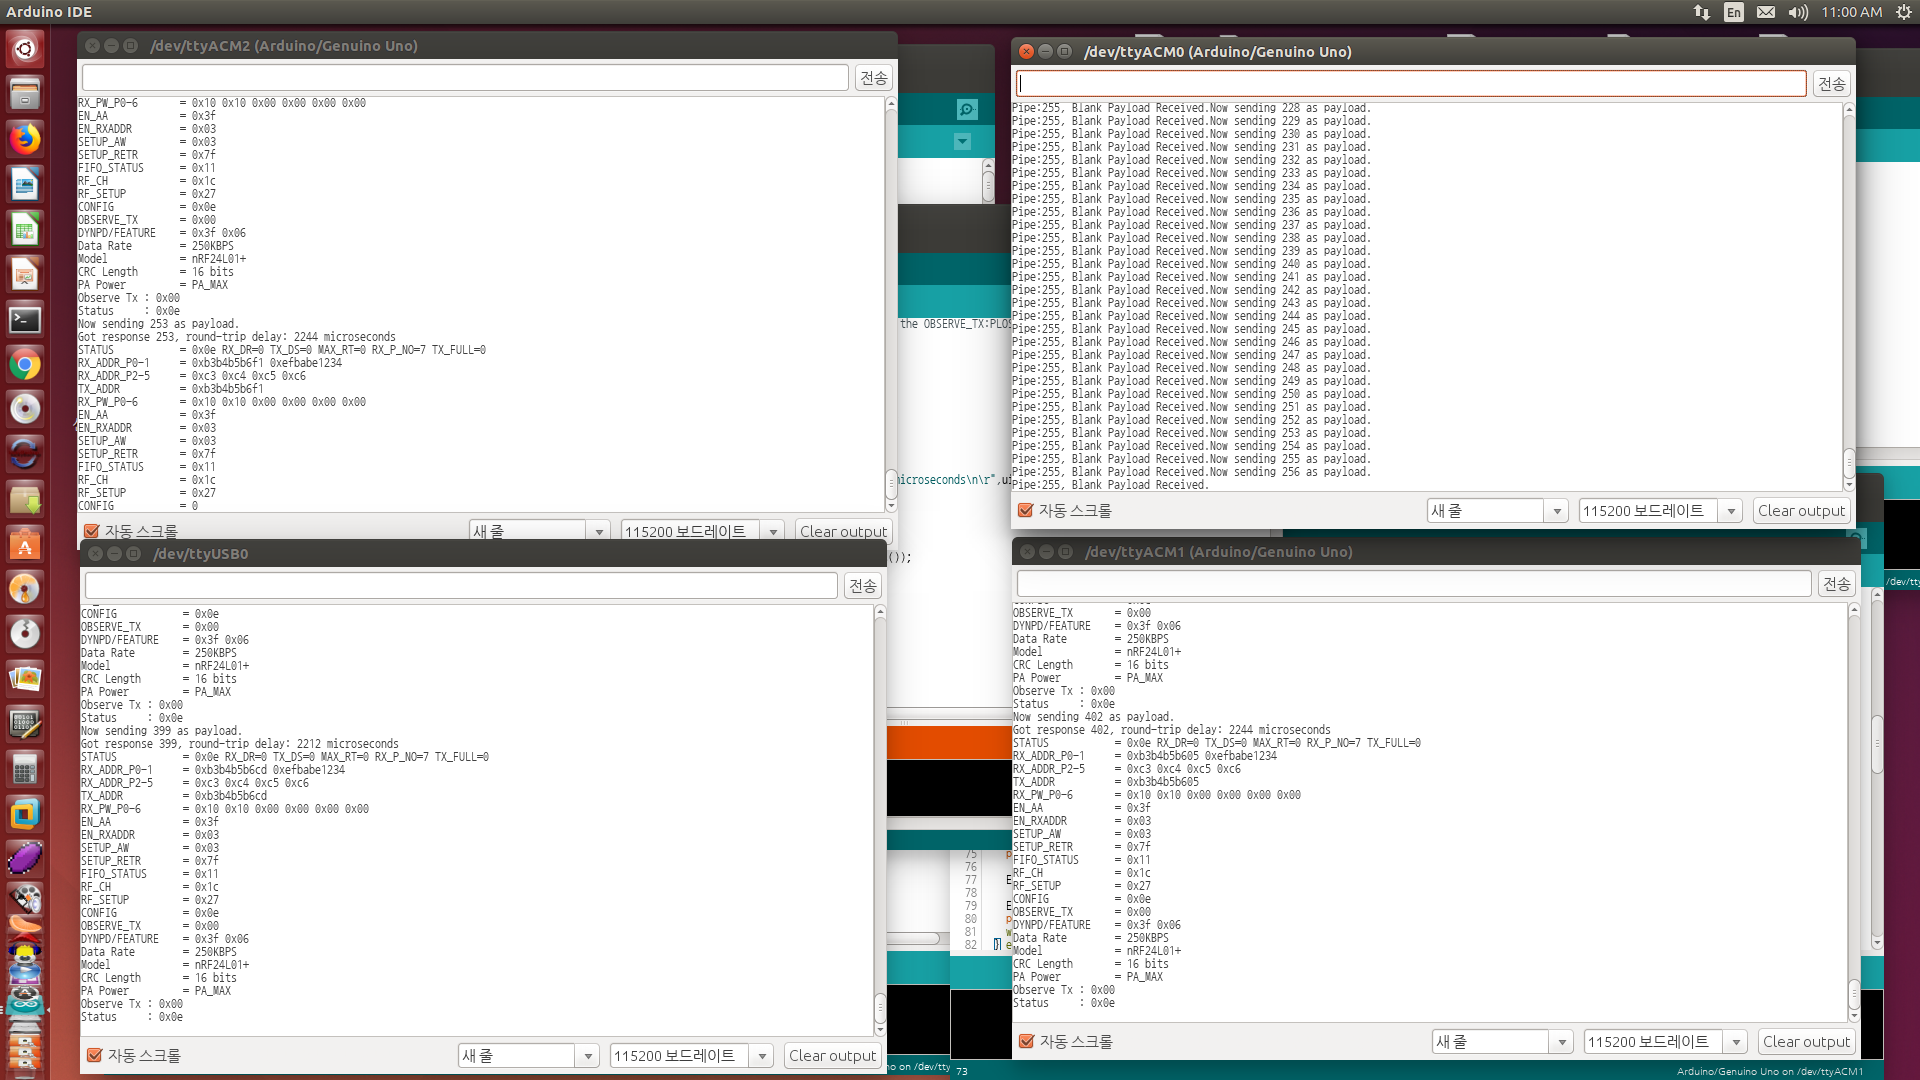 Arduino IDE
En
11:00 AM
/dev/ttyACM2 (Arduino/Genuino Uno)
전송
RX_PW_P0-6 = 0x10 0x10 0x00 0x00 0x00 0x00
EN_AA = 0x3f
EN_RXADDR = 0x03
SETUP_AW = 0x03
SETUP_RETR = 0x7f
FIFO_STATUS = 0x11
RF_CH = 0x1c
RF_SETUP = 0x27
CONFIG = 0x0e
OBSERVE_TX = 0x00
DYNPD/FEATURE = 0x3f 0x06
Data Rate = 250KBPS
Model = nRF24L01+
CRC Length = 16 bits
PA Power = PA_MAX
Observe Tx : 0x00
Status : 0x0e
Now sending 253 as payload.
Got response 253, round-trip delay: 2244 microseconds
STATUS = 0x0e RX_DR=0 TX_DS=0 MAX_RT=0 RX_P_NO=7 TX_FULL=0
RX_ADDR_P0-1 = 0xb3b4b5b6f1 0xefbabe1234
RX_ADDR_P2-5 = 0xc3 0xc4 0xc5 0xc6
TX_ADDR = 0xb3b4b5b6f1
RX_PW_P0-6 = 0x10 0x10 0x00 0x00 0x00 0x00
EN_AA = 0x3f
EN_RXADDR = 0x03
SETUP_AW = 0x03
SETUP_RETR = 0x7f
FIFO_STATUS = 0x11
RF_CH = 0x1c
RF_SETUP = 0x27
CONFIG = 0
자동 스크롤
새 줄
115200 보드레이트
Clear output
/dev/ttyACM0 (Arduino/Genuino Uno)
전송
Pipe:255, Blank Payload Received.Now sending 228 as payload.
Pipe:255, Blank Payload Received.Now sending 229 as payload.
Pipe:255, Blank Payload Received.Now sending 230 as payload.
Pipe:255, Blank Payload Received.Now sending 231 as payload.
Pipe:255, Blank Payload Received.Now sending 232 as payload.
Pipe:255, Blank Payload Received.Now sending 233 as payload.
Pipe:255, Blank Payload Received.Now sending 234 as payload.
Pipe:255, Blank Payload Received.Now sending 235 as payload.
Pipe:255, Blank Payload Received.Now sending 236 as payload.
Pipe:255, Blank Payload Received.Now sending 237 as payload.
Pipe:255, Blank Payload Received.Now sending 238 as payload.
Pipe:255, Blank Payload Received.Now sending 239 as payload.
Pipe:255, Blank Payload Received.Now sending 240 as payload.
Pipe:255, Blank Payload Received.Now sending 241 as payload.
Pipe:255, Blank Payload Received.Now sending 242 as payload.
Pipe:255, Blank Payload Received.Now sending 243 as payload.
Pipe:255, Blank Payload Received.Now sending 244 as payload.
Pipe:255, Blank Payload Received.Now sending 245 as payload.
Pipe:255, Blank Payload Received.Now sending 246 as payload.
Pipe:255, Blank Payload Received.Now sending 247 as payload.
Pipe:255, Blank Payload Received.Now sending 248 as payload.
Pipe:255, Blank Payload Received.Now sending 249 as payload.
Pipe:255, Blank Payload Received.Now sending 250 as payload.
Pipe:255, Blank Payload Received.Now sending 251 as payload.
Pipe:255, Blank Payload Received.Now sending 252 as payload.
Pipe:255, Blank Payload Received.Now sending 253 as payload.
Pipe:255, Blank Payload Received.Now sending 254 as payload.
Pipe:255, Blank Payload Received.Now sending 255 as payload.
Pipe:255, Blank Payload Received.Now sending 256 as payload.
Pipe:255, Blank Payload Received.
자동 스크롤
새 줄
115200 보드레이트
Clear output
the OBSERVE_TX:PLOS
microseconds\n\r",u
());
/dev/ttyUSB0
전송
CONFIG = 0x0e
OBSERVE_TX = 0x00
DYNPD/FEATURE = 0x3f 0x06
Data Rate = 250KBPS
Model = nRF24L01+
CRC Length = 16 bits
PA Power = PA_MAX
Observe Tx : 0x00
Status : 0x0e
Now sending 399 as payload.
Got response 399, round-trip delay: 2212 microseconds
STATUS = 0x0e RX_DR=0 TX_DS=0 MAX_RT=0 RX_P_NO=7 TX_FULL=0
RX_ADDR_P0-1 = 0xb3b4b5b6cd 0xefbabe1234
RX_ADDR_P2-5 = 0xc3 0xc4 0xc5 0xc6
TX_ADDR = 0xb3b4b5b6cd
RX_PW_P0-6 = 0x10 0x10 0x00 0x00 0x00 0x00
EN_AA = 0x3f
EN_RXADDR = 0x03
SETUP_AW = 0x03
SETUP_RETR = 0x7f
FIFO_STATUS = 0x11
RF_CH = 0x1c
RF_SETUP = 0x27
CONFIG = 0x0e
OBSERVE_TX = 0x00
DYNPD/FEATURE = 0x3f 0x06
Data Rate = 250KBPS
Model = nRF24L01+
CRC Length = 16 bits
PA Power = PA_MAX
Observe Tx : 0x00
Status : 0x0e
자동 스크롤
새 줄
115200 보드레이트
Clear output
no on /dev/tty
75 p
76
77 E
78
79 E
80 p
81 w
82 } e
/dev/ttyACM1 (Arduino/Genuino Uno)
전송
OBSERVE_TX = 0x00
DYNPD/FEATURE = 0x3f 0x06
Data Rate = 250KBPS
Model = nRF24L01+
CRC Length = 16 bits
PA Power = PA_MAX
Observe Tx : 0x00
Status : 0x0e
Now sending 402 as payload.
Got response 402, round-trip delay: 2244 microseconds
STATUS = 0x0e RX_DR=0 TX_DS=0 MAX_RT=0 RX_P_NO=7 TX_FULL=0
RX_ADDR_P0-1 = 0xb3b4b5b605 0xefbabe1234
RX_ADDR_P2-5 = 0xc3 0xc4 0xc5 0xc6
TX_ADDR = 0xb3b4b5b605
RX_PW_P0-6 = 0x10 0x10 0x00 0x00 0x00 0x00
EN_AA = 0x3f
EN_RXADDR = 0x03
SETUP_AW = 0x03
SETUP_RETR = 0x7f
FIFO_STATUS = 0x11
RF_CH = 0x1c
RF_SETUP = 0x27
CONFIG = 0x0e
OBSERVE_TX = 0x00
DYNPD/FEATURE = 0x3f 0x06
Data Rate = 250KBPS
Model = nRF24L01+
CRC Length = 16 bits
PA Power = PA_MAX
Observe Tx : 0x00
Status : 0x0e
자동 스크롤
새 줄
115200 보드레이트
Clear output
/dev/tty
73
Arduino/Genuino Uno on /dev/ttyACM1